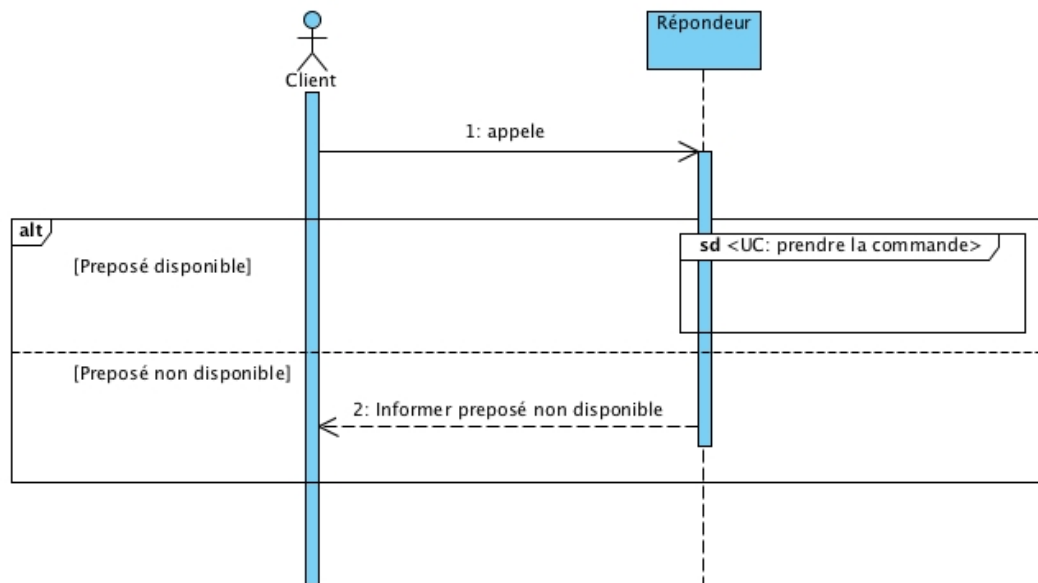 Répondeur
Client
1: appele
alt
sd <UC: prendre la commande>
[Preposé disponible]
[Preposé non disponible]
2: Informer preposé non disponible